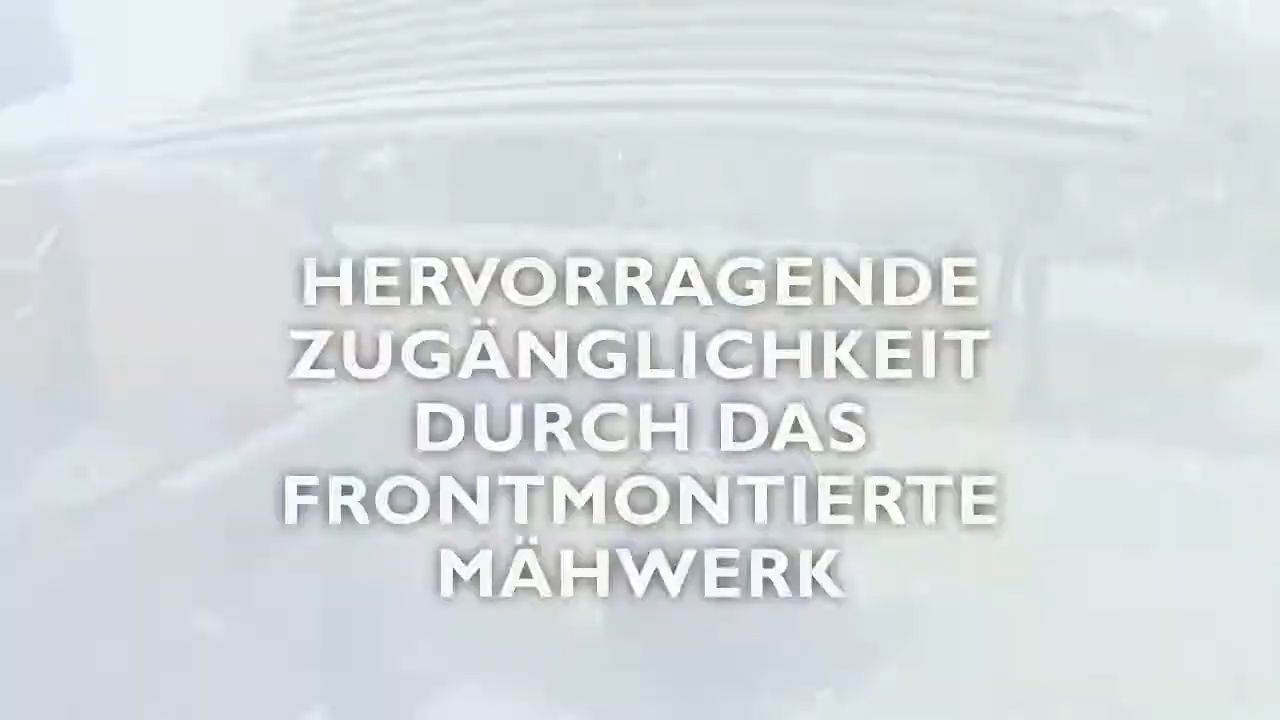 HERVORRAGENDE
ZUGÄNGLICHKEIT
DURCH DAS
FRONTMONTIERTE
MÄHWERK